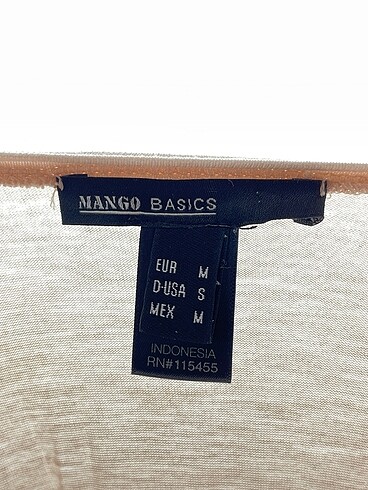 MANGO BASICS
EUR M
D-USA S
MEX M
INDONESIA
RN#115455